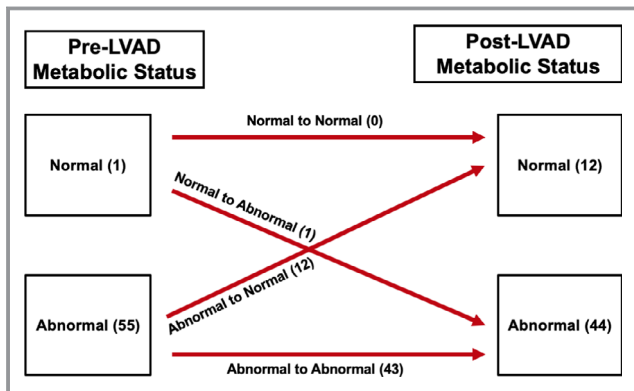 Pre-LVAD
Metabolic Status
Post-LVAD
Metabolic Status
Normal to Normal (0)
Normal (1)
Normal (12)
Normal to Abnormal (1)
Abnormal to Normal (12)
Abnormal (55)
Abnormal (44)
Abnormal to Abnormal (43)